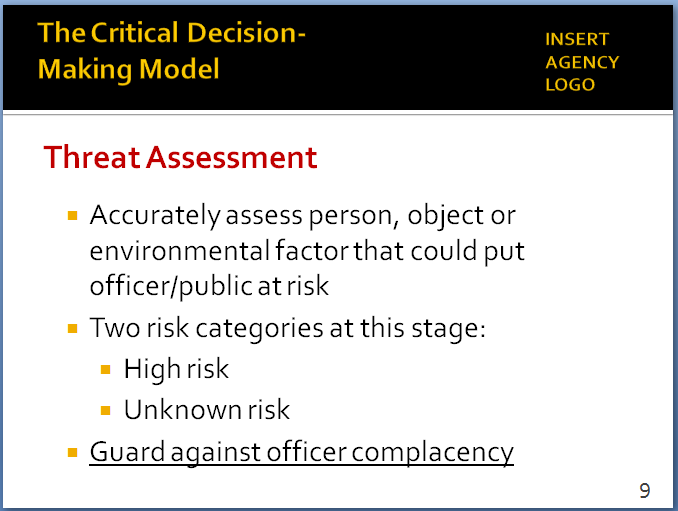 The Critical Decision-
Making Model
INSERT
AGENCY
LOGO
Threat Assessment
Accurately assess person, object or
environmental factor that could put
officer/public at risk
Two risk categories at this stage:
High risk
Unknown risk
Guard against officer complacency
9